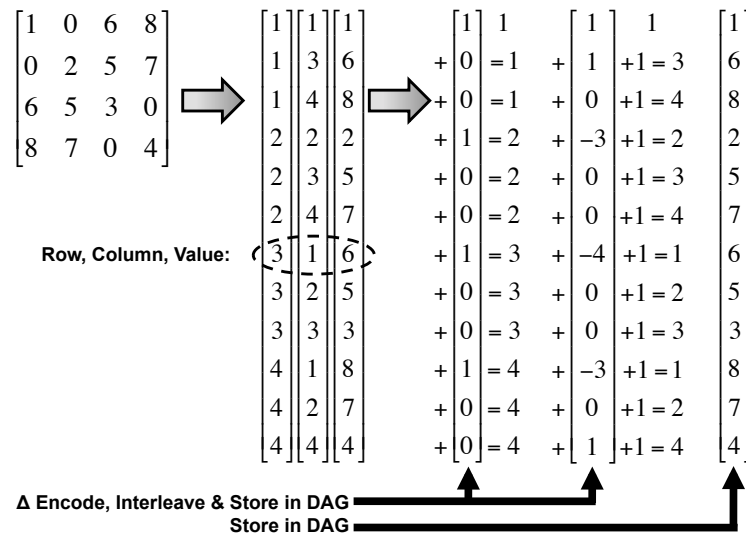 1 0 6 8 1 1 1 1 1 1 1 1
0 2 5 7 1 3 6 + 0 = 1 + 1 +1 = 3 6
6 5 3 0 1 4 8 + 0 = 1 + 0 +1 = 4 8
8 7 0 4 2 2 2 + 1 = 2 + −3 +1 = 2 2
2 3 5 + 0 = 2 + 0 +1 = 3 5
2 4 7 + 0 = 2 + 0 +1 = 4 7
Row, Column, Value: 3 1 6 + 1 = 3 + −4 +1 = 1 6
3 2 5 + 0 = 3 + 0 +1 = 2 5
3 3 3 + 0 = 3 + 0 +1 = 3 3
4 1 8 + 1 = 4 + −3 +1 = 1 8
4 2 7 + 0 = 4 + 0 +1 = 2 7
4 4 4 + 0 = 4 + 1 +1 = 4 4
Δ Encode, Interleave & Store in DAG
Store in DAG